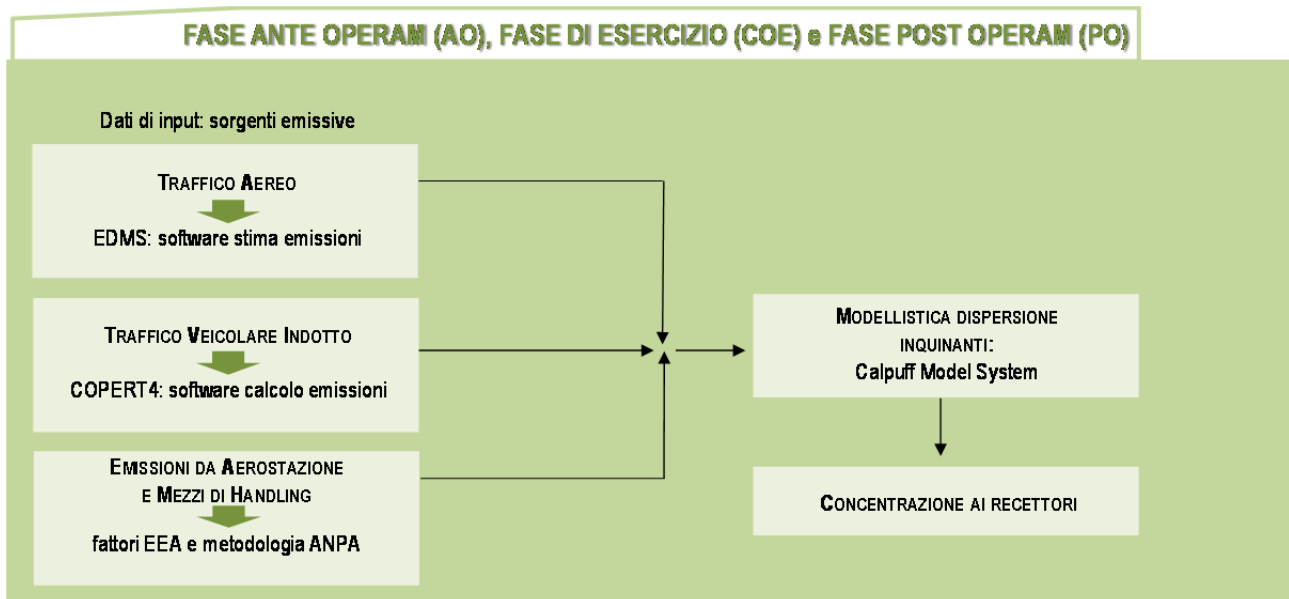 FASE ANTE OPERAM (AO), FASE DI ESERCIZIO (COE) e FASE POST OPERAM (PO)
Dati di input: sorgenti emissive
TRAFFICO AEREO
EDMS: software stima emissioni
TRAFFICO VEICOLARE INDOTTO
COPERT4: software calcolo emissioni
EMISSIONI DA AEROSTAZIONE
E MEZZI DI HANDLING
fattori EEA e metodologia ANPA
MODELLISTICA DISPERSIONE
INQUINANTI:
Calpuff Model System
CONCENTRAZIONE AI RECETTORI